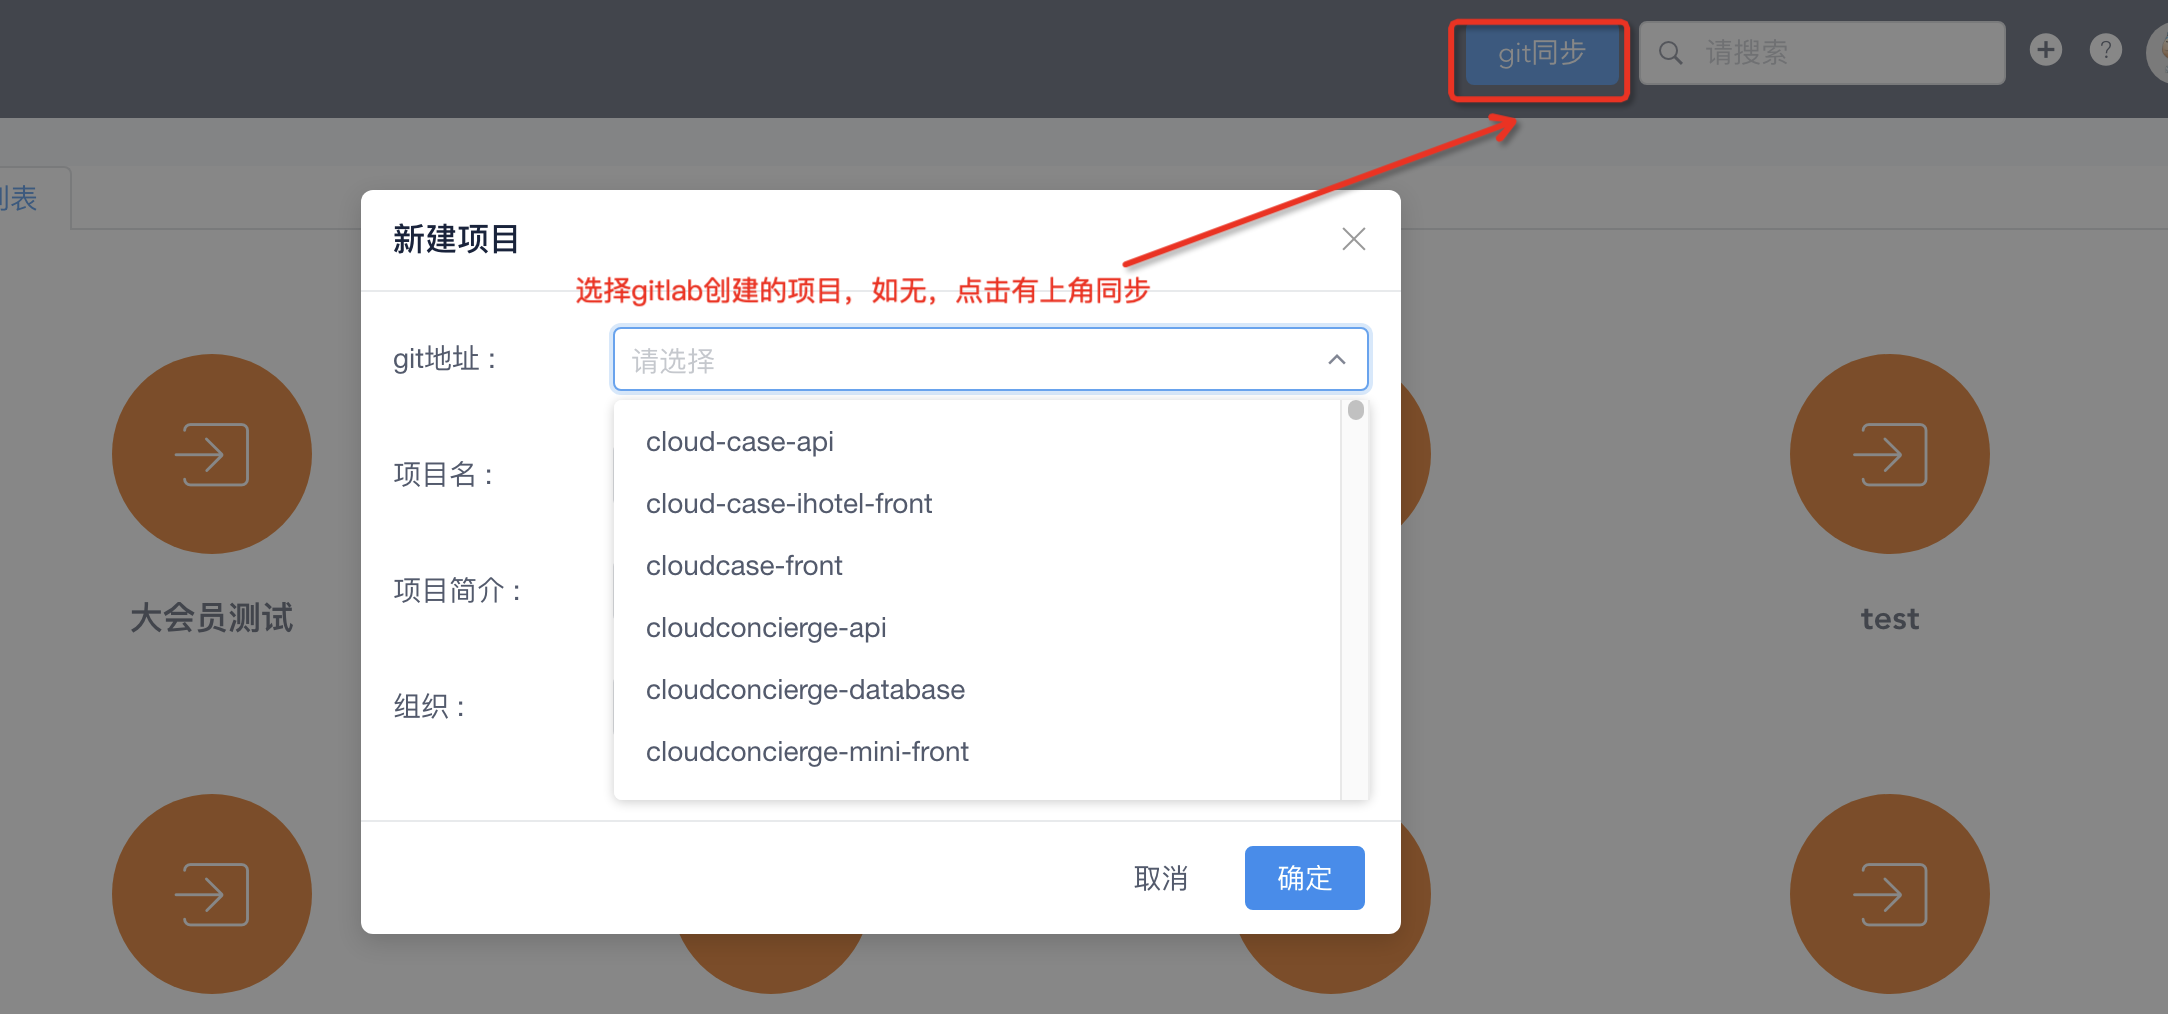 git同步
请搜索
列表
新建项目
选择gitlab创建的项目，如无，点击有上角同步
git地址：
请选择
cloud-case-api
cloud-case-ihotel-front
cloudcase-front
cloudconcierge-api
cloudconcierge-database
cloudconcierge-mini-front
项目名：
项目简介：
组织：
大会员测试
test
取消
确定